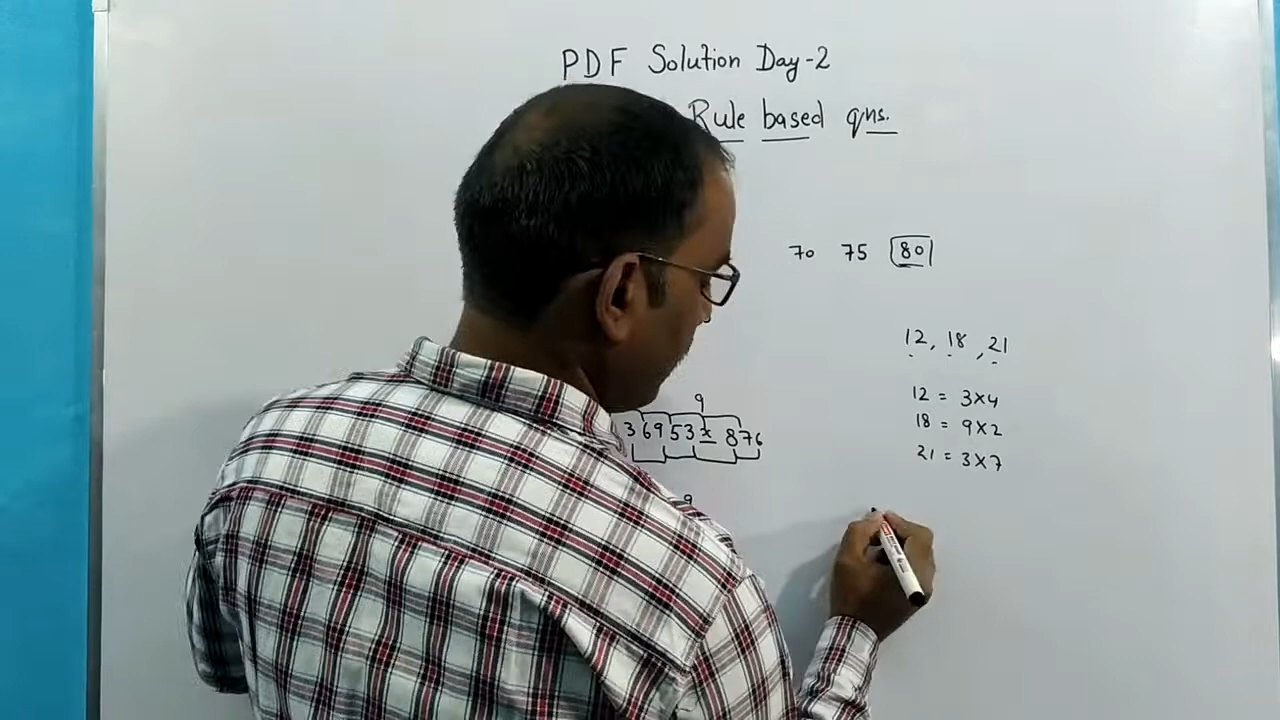 PDF Solution Day-2
Rule based qns.
70 75 80
12, 18, 21
9
12 = 3x4
3 6 9 5 3 x 8 7 6
18 = 9x2
21 = 3x7
9